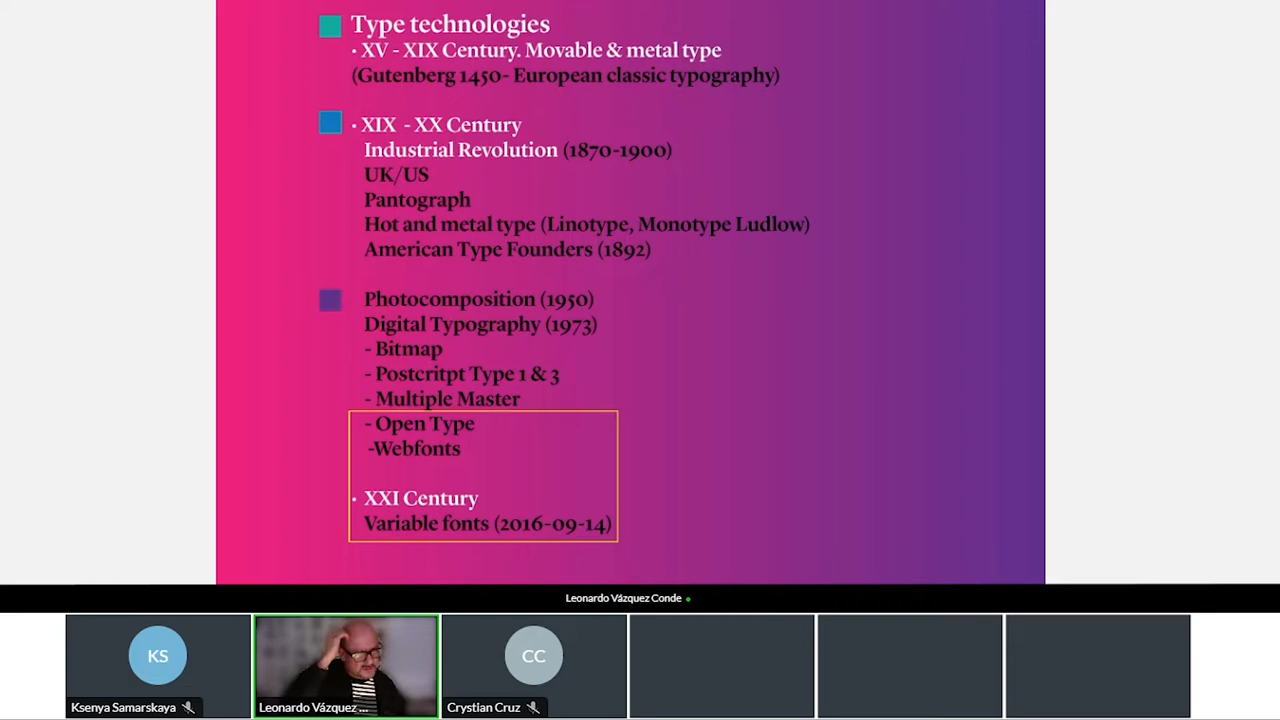 Type technologies
· XV - XIX Century. Movable & metal type
(Gutenberg 1450- European classic typography)
· XIX - XX Century
Industrial Revolution (1870-1900)
UK/US
Pantograph
Hot and metal type (Linotype, Monotype Ludlow)
American Type Founders (1892)
Photocomposition (1950)
Digital Typography (1973)
- Bitmap
- Postcritpt Type 1 & 3
- Multiple Master
- Open Type
-Webfonts
· XXI Century
Variable fonts (2016-09-14)
Leonardo Vázquez Conde
KS
CC
Ksenya Samarskaya
Leonardo Vázquez ...
Crystian Cruz